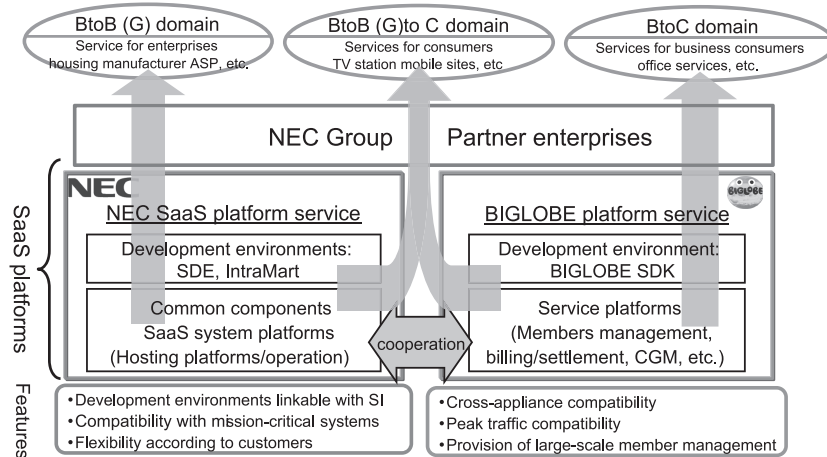 BtoB (G) domain
Service for enterprises
housing manufacturer ASP, etc.
BtoB (G)to C domain
Services for consumers
TV station mobile sites, etc
BtoC domain
Services for business consumers
office services, etc.
NEC Group Partner enterprises
SaaS platforms
NEC
NEC SaaS platform service
Development environments:
SDE, IntraMart
Common components
SaaS system platforms
(Hosting platforms/operation)
cooperation
BIGLOBE
BIGLOBE platform service
Development environment:
BIGLOBE SDK
Service platforms
(Members management,
billing/settlement, CGM, etc.)
Features
•Development environments linkable with SI
•Compatibility with mission-critical systems
•Flexibility according to customers
•Cross-appliance compatibility
•Peak traffic compatibility
•Provision of large-scale member management